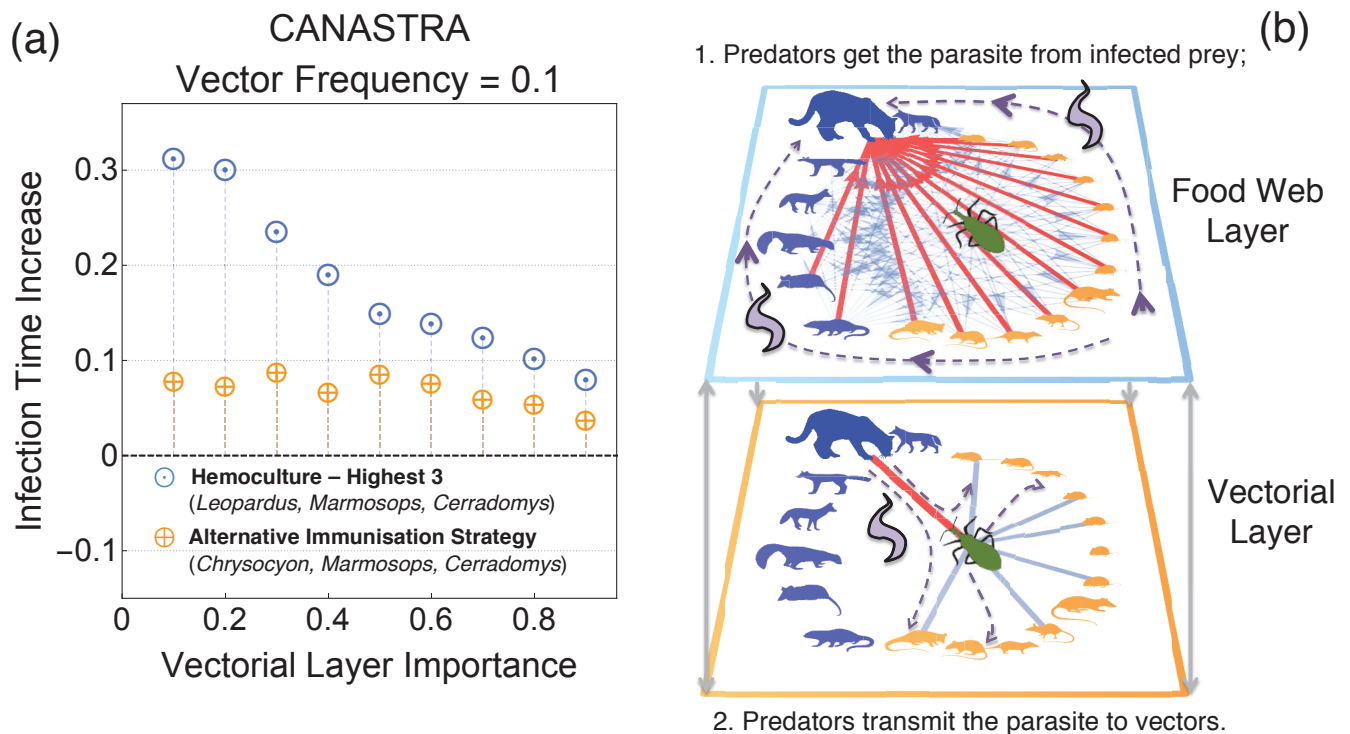 (a)
CANASTRA
Vector Frequency = 0.1
Infection Time Increase
0.3
0.2
0.1
0
−0.1
Hemoculture – Highest 3
(Leopardus, Marmosops, Cerradomys)
Alternative Immunisation Strategy
(Chrysocyon, Marmosops, Cerradomys)
0 0.2 0.4 0.6 0.8
Vectorial Layer Importance
(b)
1. Predators get the parasite from infected prey;
Food Web
Layer
Vectorial
Layer
2. Predators transmit the parasite to vectors.